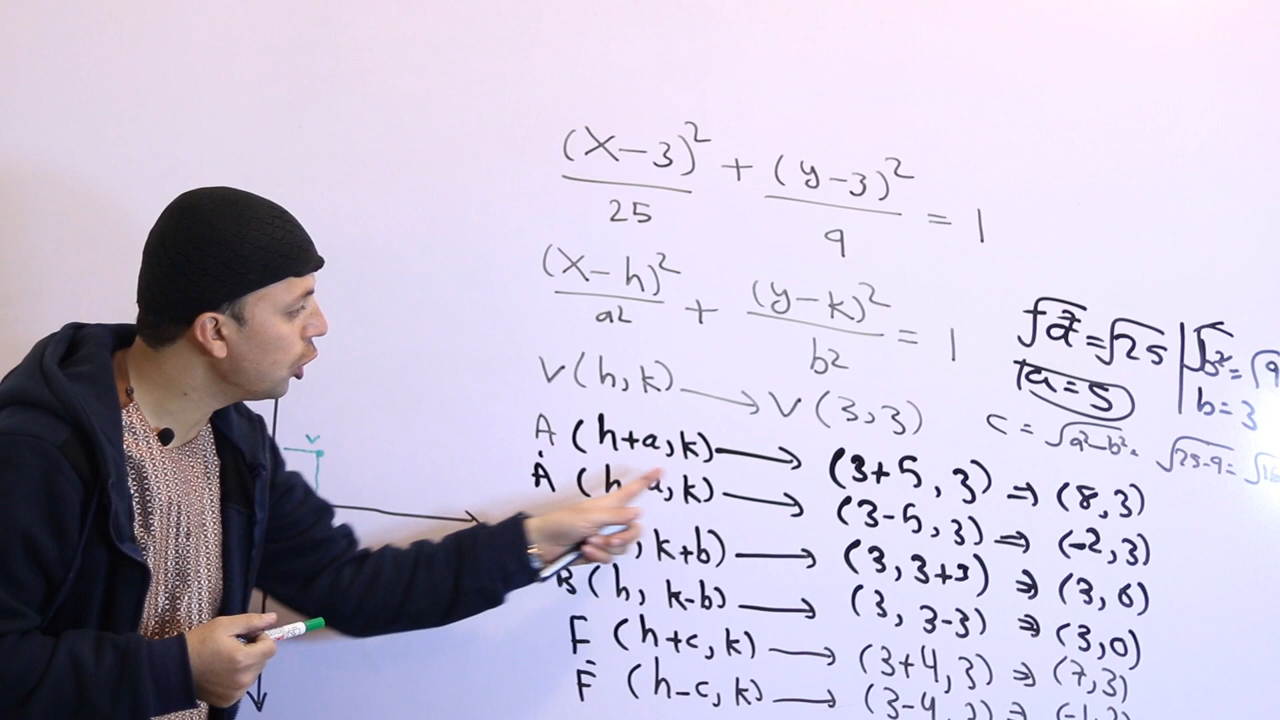 (x-3)²/25 + (y-3)²/9 = 1
(x-h)²/a2 + (y-k)²/b2 = 1
√a² = √25 | √b² = √9
a = 5 | b = 3
c = √a²-b² = √25-9 = √16
V(h,k) → V(3,3)
A (h+a,k) → (3+5, 3) ⇒ (8,3)
A' (h a,k) → (3-5, 3) ⇒ (-2,3)
, k+b) → (3, 3+3) ⇒ (3,6)
B (h, k-b) → (3, 3-3) ⇒ (3,0)
F (h+c, k) → (3+4, 3) ⇒ (7,3)
F' (h-c, k) → (3-4, 3) ⇒ (-1,3)
V